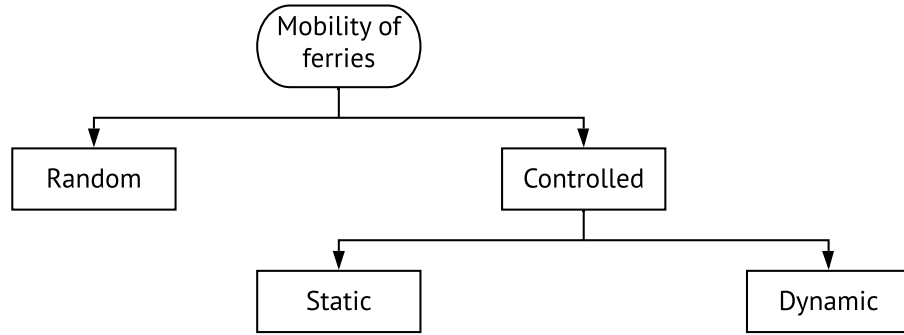 Mobility of
ferries
Random
Controlled
Static
Dynamic